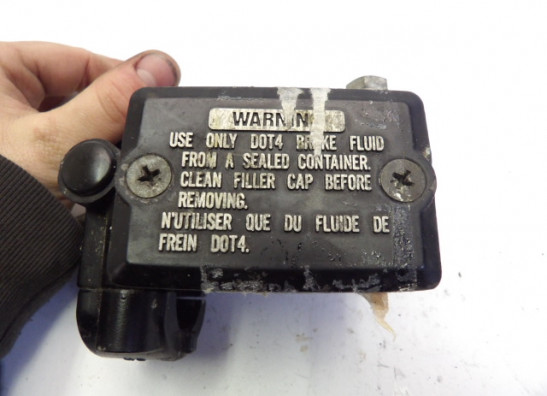 WARNING
USE ONLY DOT4 BRAKE FLUID
FROM A SEALED CONTAINER.
CLEAN FILLER CAP BEFORE
REMOVING.
N'UTILISER QUE DU FLUIDE DE
FREIN DOT4.